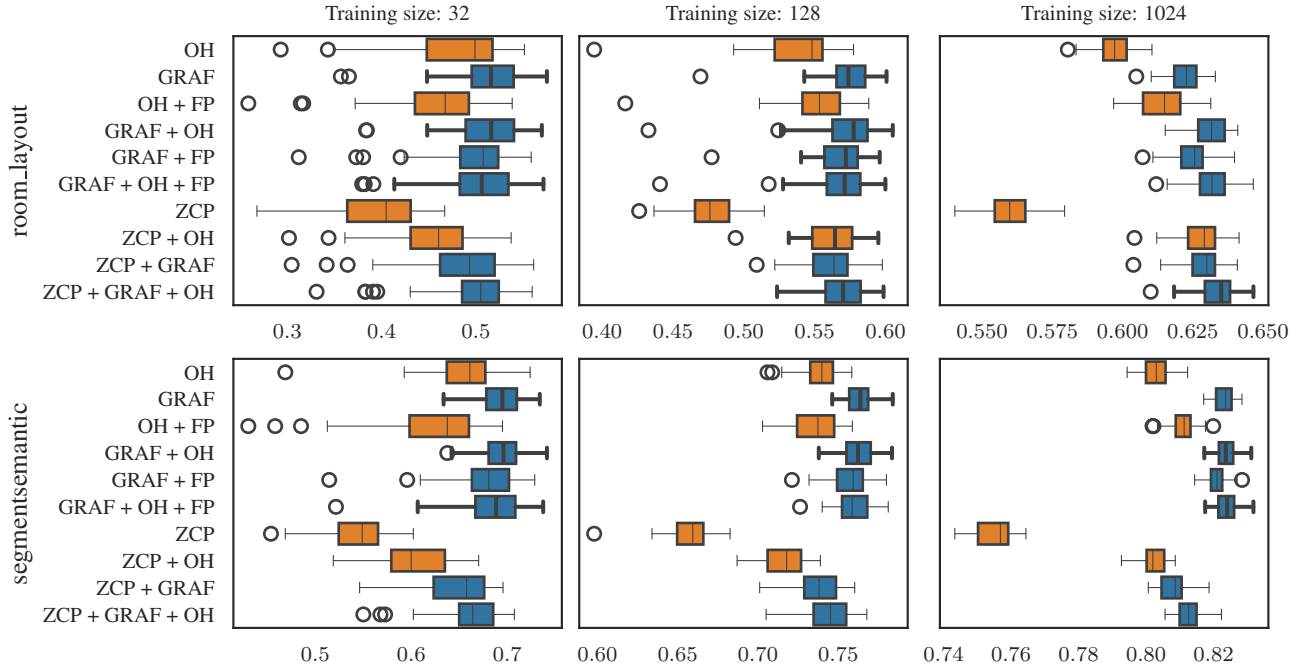 Training size: 32
Training size: 128
Training size: 1024
room_layout
OH
GRAF
OH + FP
GRAF + OH
GRAF + FP
GRAF + OH + FP
ZCP
ZCP + OH
ZCP + GRAF
ZCP + GRAF + OH
0.3 0.4 0.5
0.40 0.45 0.50 0.55 0.60
0.550 0.575 0.600 0.625 0.650
segmentsemantic
OH
GRAF
OH + FP
GRAF + OH
GRAF + FP
GRAF + OH + FP
ZCP
ZCP + OH
ZCP + GRAF
ZCP + GRAF + OH
0.5 0.6 0.7
0.60 0.65 0.70 0.75
0.74 0.76 0.78 0.80 0.82